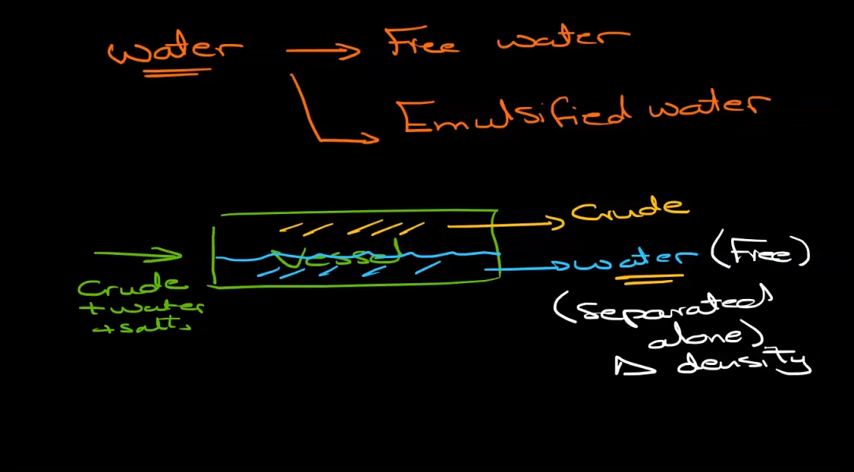 water → Free water
Emulsified water
Crude
Vessel
water (Free)
Crude
+ water
+ salts
(separated
alone)
Δ density